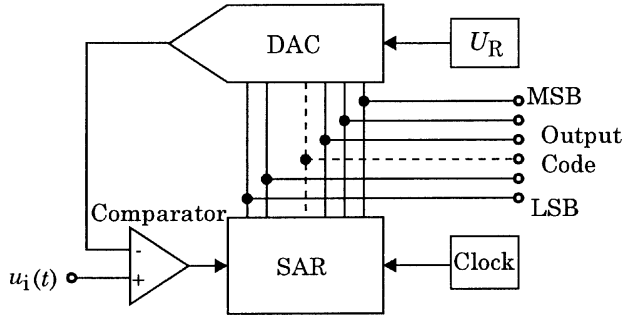 DAC
U_R
MSB
Output
Code
LSB
Comparator
-
+
u_i(t)
SAR
Clock